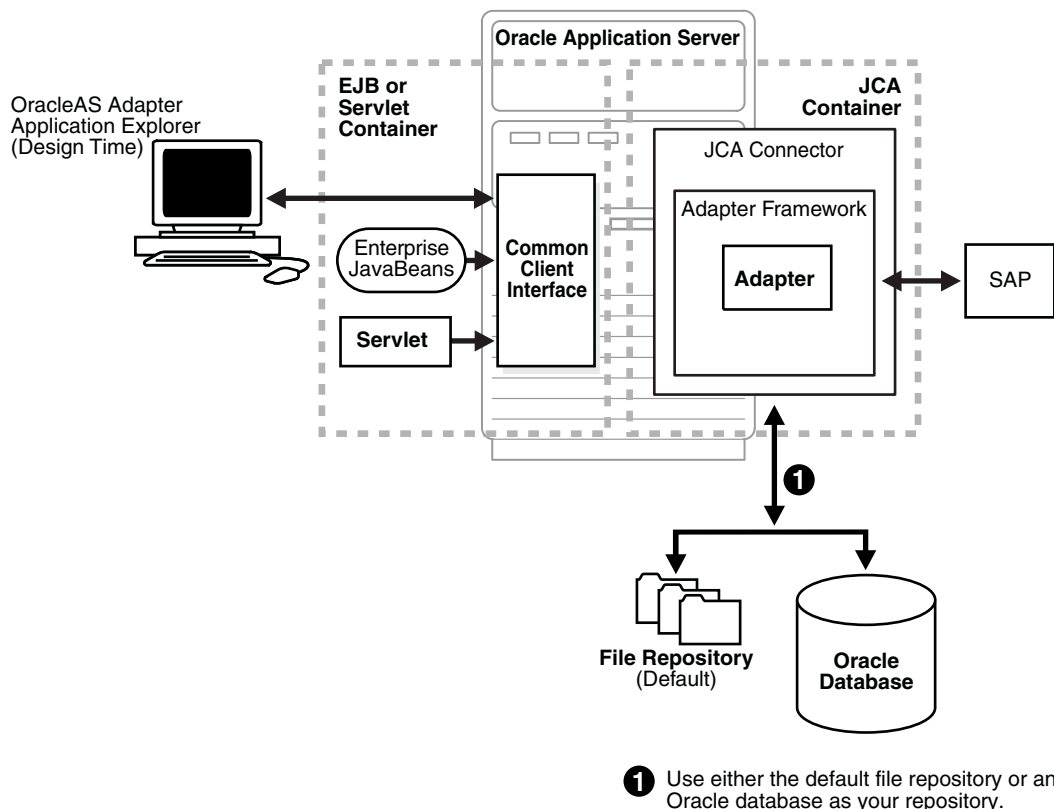 Oracle Application Server
EJB or
Servlet
Container
JCA
Container
OracleAS Adapter
Application Explorer
(Design Time)
JCA Connector
Adapter Framework
Adapter
Enterprise
JavaBeans
Common
Client
Interface
Servlet
SAP
1
File Repository
(Default)
Oracle
Database
1 Use either the default file repository or an
Oracle database as your repository.